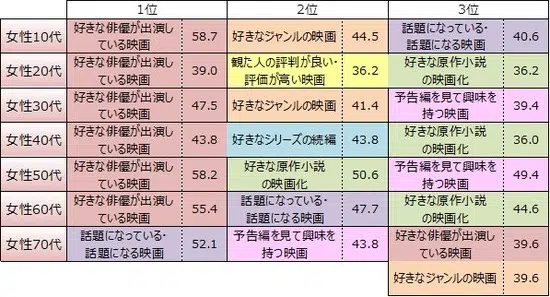 1位 2位 3位
女性10代 好きな俳優が出演し 58.7 好きなジャンルの映画 44.5 話題になっている・ 40.6
ている映画 話題になる映画
女性20代 好きな俳優が出演し 39.0 観た人の評判が良い・ 36.2 好きな原作小説 36.2
ている映画 評価が高い映画 の映画化
女性30代 好きな俳優が出演し 47.5 好きなジャンルの映画 41.4 予告編を見て興味を 39.4
ている映画 持つ映画
女性40代 好きな俳優が出演し 43.8 好きなシリーズの続編 43.8 好きな原作小説 36.0
ている映画 の映画化
女性50代 好きな俳優が出演し 58.2 好きな原作小説 50.6 予告編を見て興味を 49.4
ている映画 の映画化 持つ映画
女性60代 好きな俳優が出演し 55.4 話題になっている・ 47.7 好きな原作小説 44.6
ている映画 話題になる映画 の映画化
女性70代 話題になっている・ 52.1 予告編を見て興味を 43.8 好きな俳優が出演し 39.6
話題になる映画 持つ映画 ている映画
好きなジャンルの映画 39.6